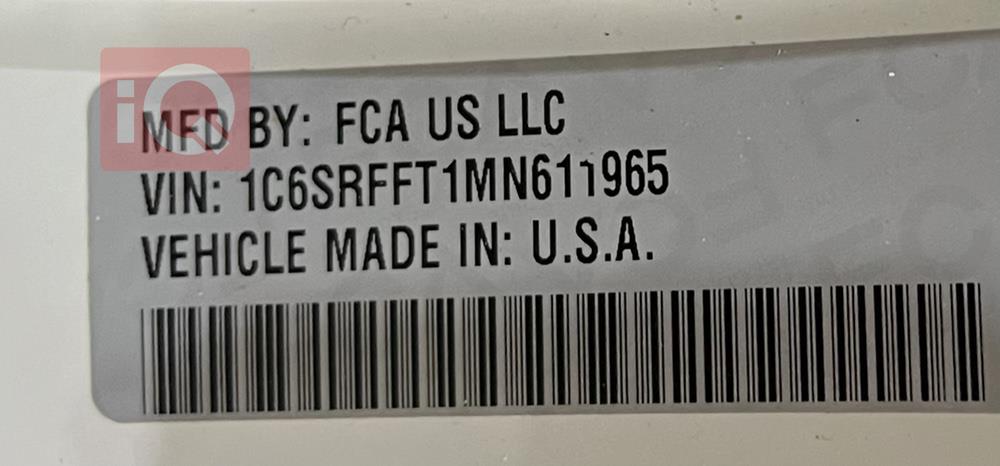 iQ
MFD BY: FCA US LLC
VIN: 1C6SRFFT1MN611965
VEHICLE MADE IN: U.S.A.